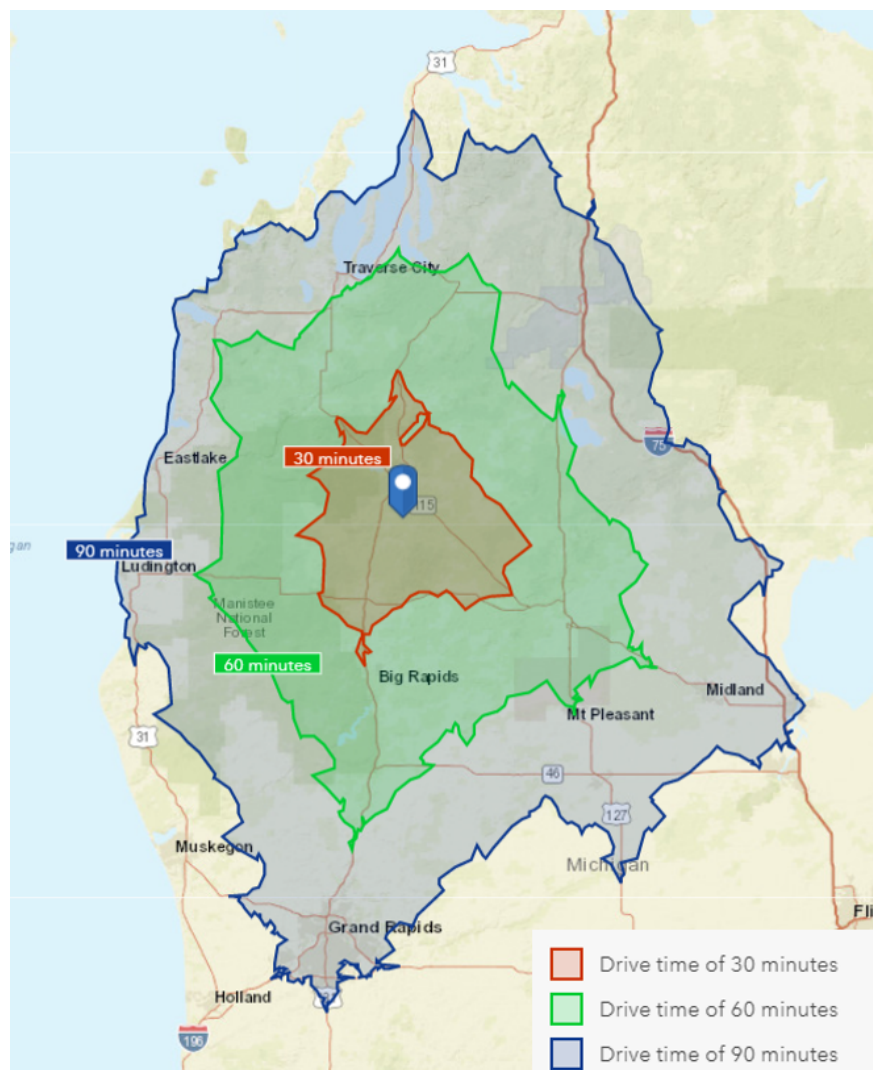 31
Traverse City
75
Eastlake
30 minutes
115
gan
90 minutes
Ludington
Manistee
National
Forest
60 minutes
Big Rapids
Midland
Mt Pleasant
31
46
127
Muskegon
Michigan
Fli
Grand Rapids
Holland
196
Drive time of 30 minutes
Drive time of 60 minutes
Drive time of 90 minutes